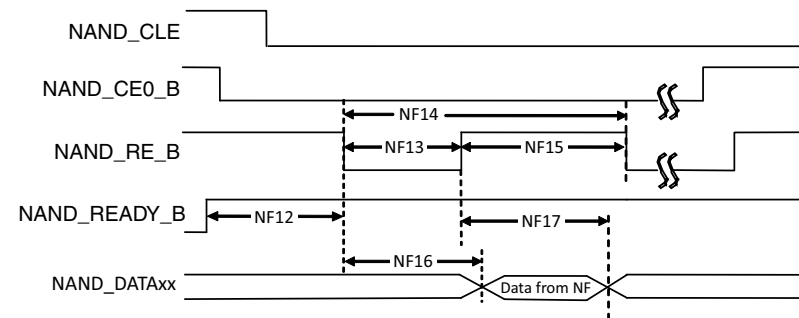 NAND_CLE
NAND_CE0_B
NF14
NAND_RE_B
NF13
NF15
NAND_READY_B
NF12
NF17
NF16
NAND_DATAxx
Data from NF